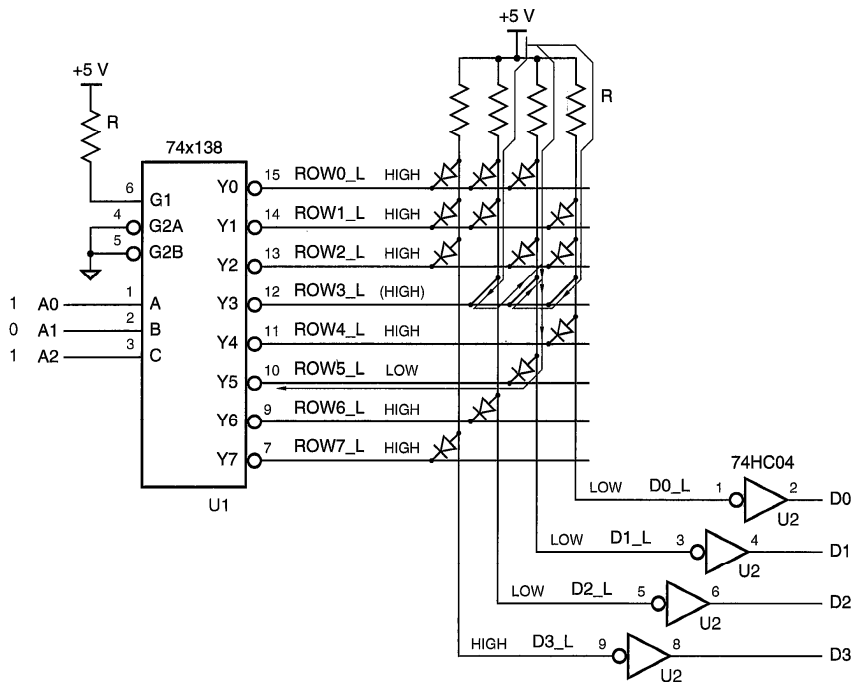 +5 V
+5 V
R
R
74x138
6 G1
4 G2A
5 G2B
1 A0 1 A
0 A1 2 B
1 A2 3 C
Y0 15 ROW0_L HIGH
Y1 14 ROW1_L HIGH
Y2 13 ROW2_L HIGH
Y3 12 ROW3_L (HIGH)
Y4 11 ROW4_L HIGH
Y5 10 ROW5_L LOW
Y6 9 ROW6_L HIGH
Y7 7 ROW7_L HIGH
U1
74HC04
LOW D0_L 1 2 D0
U2
LOW D1_L 3 4 D1
U2
LOW D2_L 5 6 D2
U2
HIGH D3_L 9 8 D3
U2